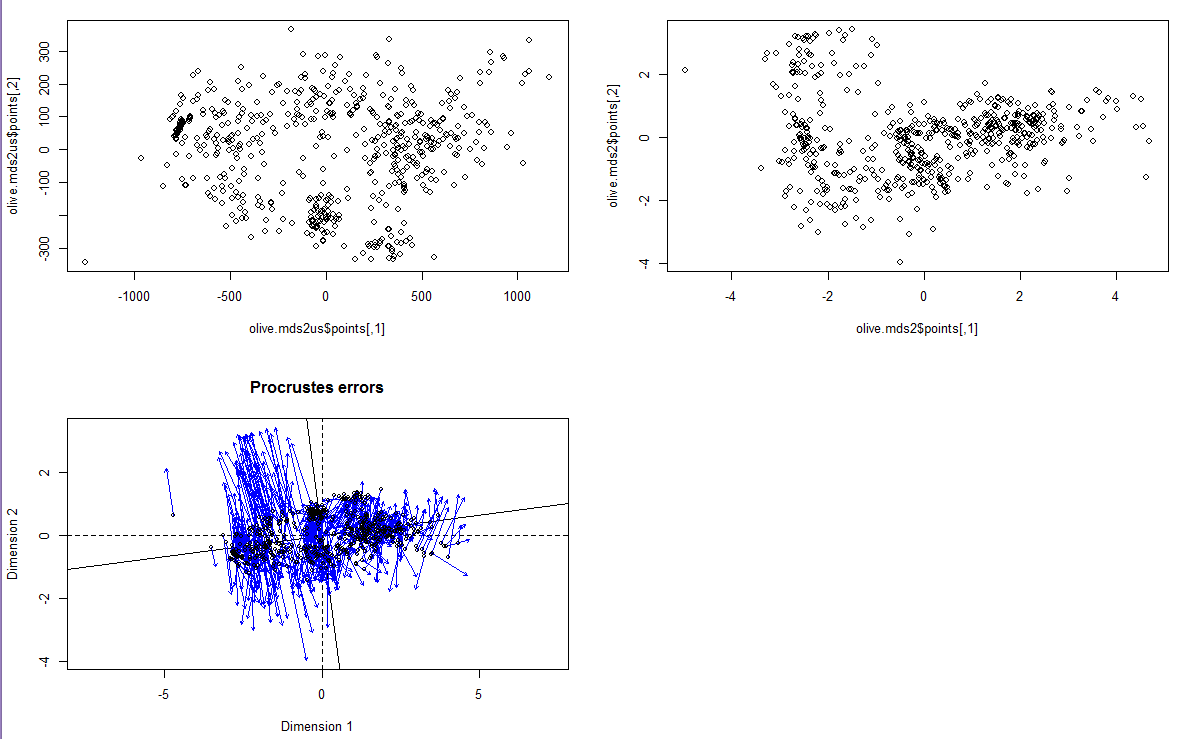 olive.mds2us$points[,2]
300
200
100
0
-100
-300
-1000 -500 0 500 1000
olive.mds2us$points[,1]
olive.mds2$points[,2]
2
0
-2
-4
-4 -2 0 2 4
olive.mds2$points[,1]
Procrustes errors
Dimension 2
2
0
-2
-4
-5 0 5
Dimension 1